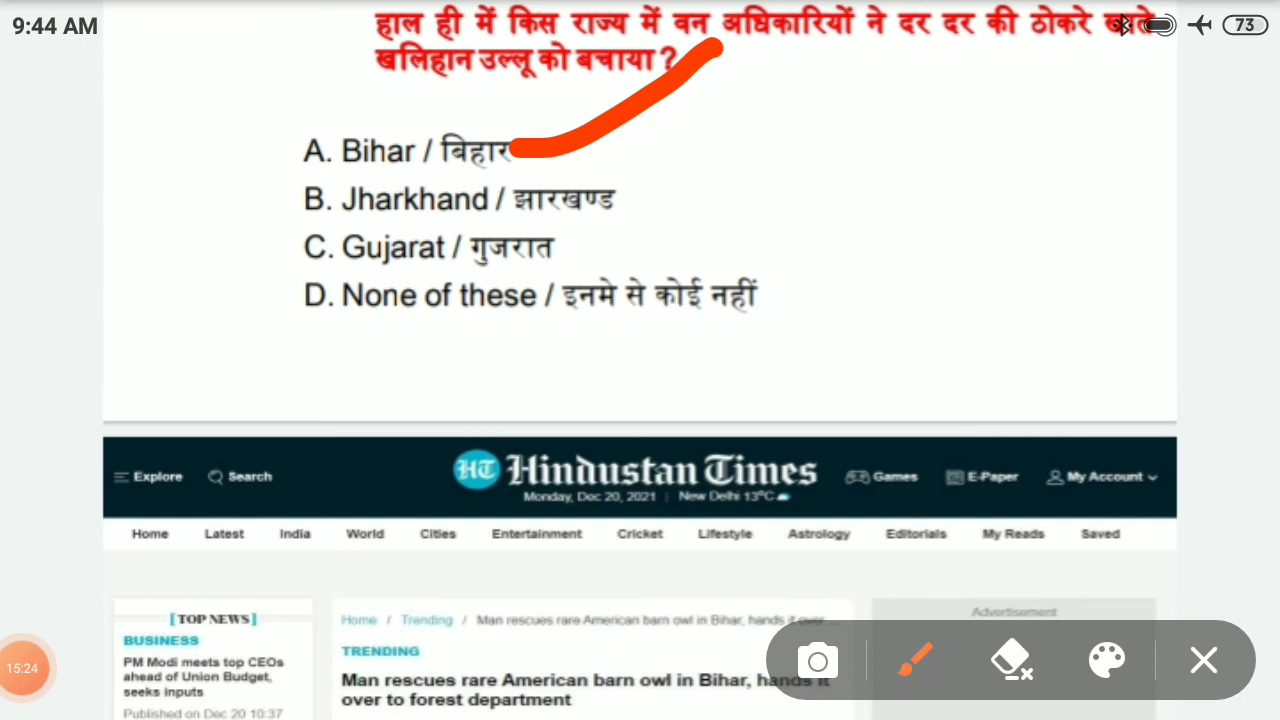 9:44 AM
73
हाल ही में किस राज्य में वन अधिकारियों ने दर दर की ठोकरे खाते
खलिहान उल्लू को बचाया ?
A. Bihar / बिहार
B. Jharkhand / झारखण्ड
C. Gujarat / गुजरात
D. None of these / इनमे से कोई नहीं
Explore Search HT Hindustan Times Games E-Paper My Account
Monday, Dec 20, 2021 | New Delhi 13°C
Home Latest India World Cities Entertainment Cricket Lifestyle Astrology Editorials My Reads Saved
[TOP NEWS]
BUSINESS
PM Modi meets top CEOs
ahead of Union Budget,
seeks inputs
Published on Dec 20 10:37
Home / Trending / Man rescues rare American barn owl in Bihar, hands it over
TRENDING
Man rescues rare American barn owl in Bihar, hands it
over to forest department
Advertisement
15:24